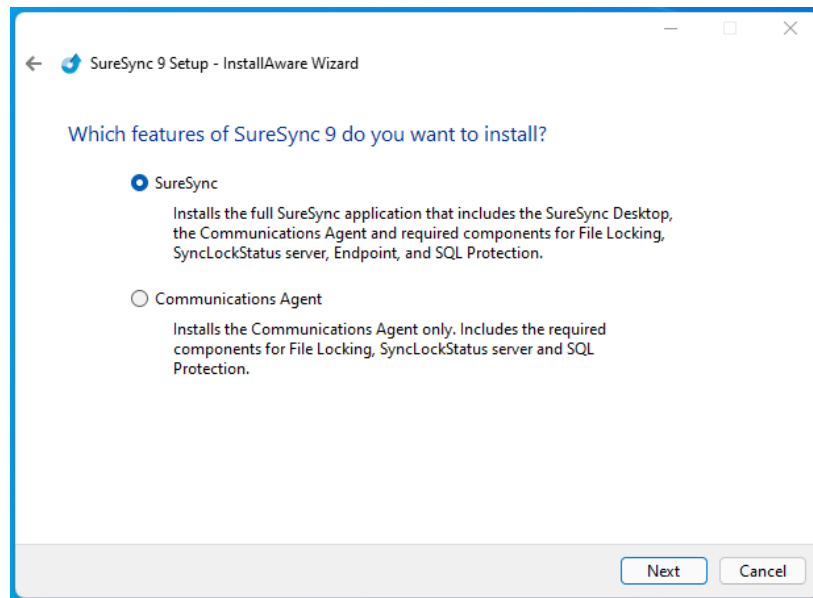 SureSync 9 Setup - InstallAware Wizard
Which features of SureSync 9 do you want to install?
SureSync
Installs the full SureSync application that includes the SureSync Desktop,
the Communications Agent and required components for File Locking,
SyncLockStatus server, Endpoint, and SQL Protection.
Communications Agent
Installs the Communications Agent only. Includes the required
components for File Locking, SyncLockStatus server and SQL
Protection.
Next Cancel